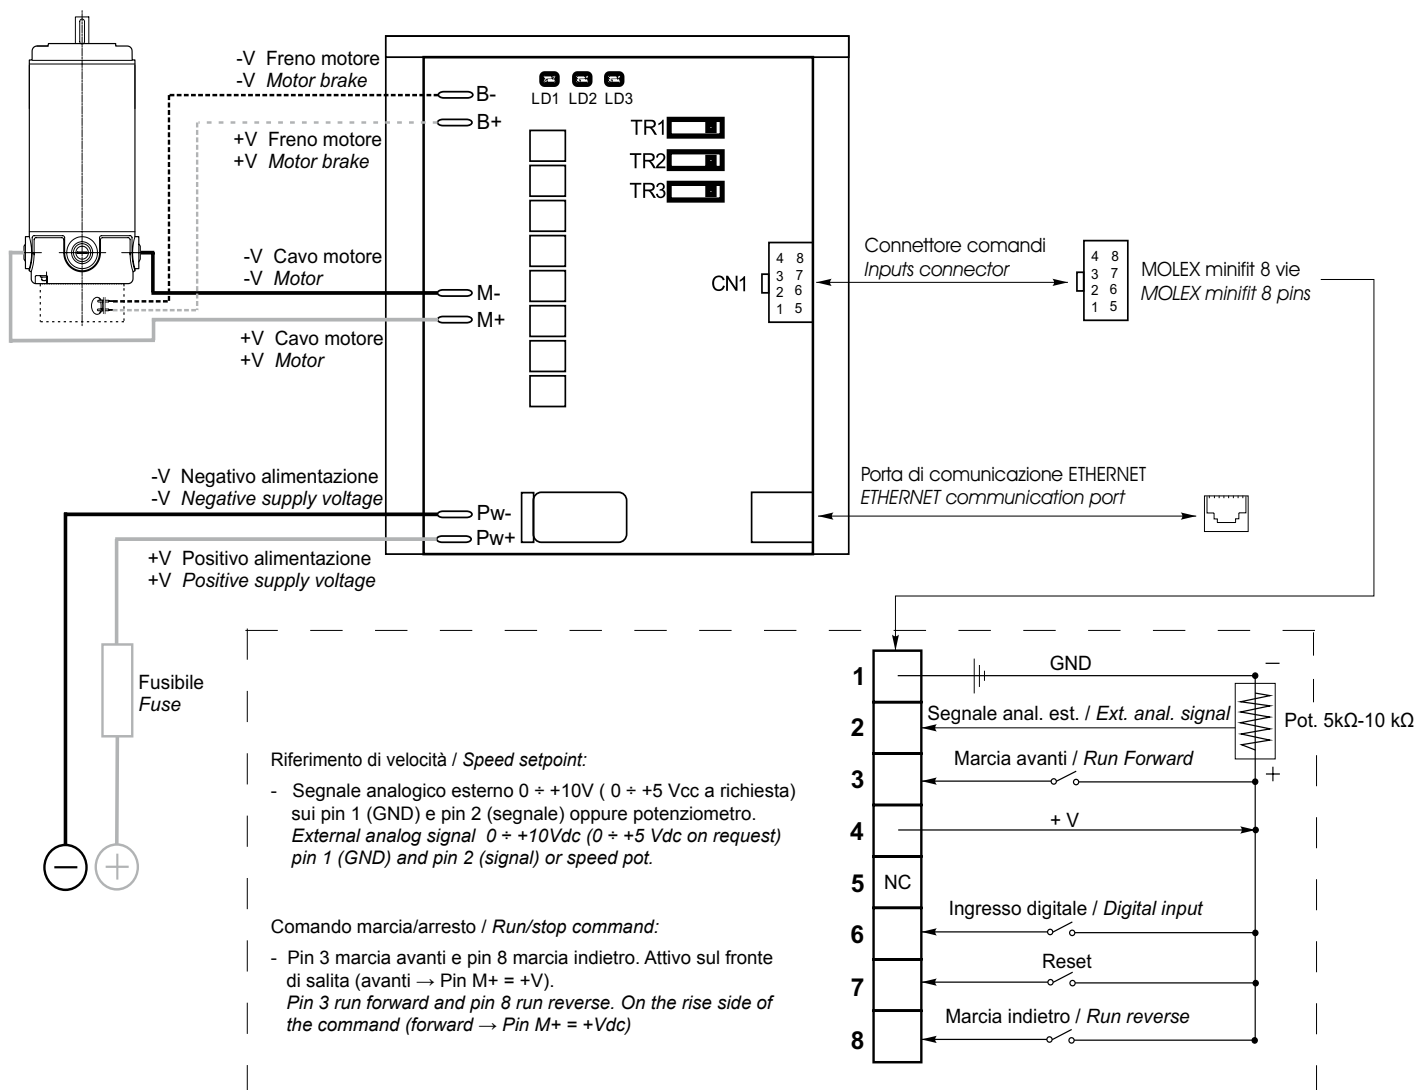 -V Freno motore
-V Motor brake
B-
B+
+V Freno motore
+V Motor brake
LD1 LD2 LD3
TR1
TR2
TR3
-V Cavo motore
-V Motor
M-
M+
+V Cavo motore
+V Motor
CN1
4 8
3 7
2 6
1 5
Connettore comandi
Inputs connector
4 8
3 7
2 6
1 5
MOLEX minifit 8 vie
MOLEX minifit 8 pins
-V Negativo alimentazione
-V Negative supply voltage
Pw-
Pw+
+V Positivo alimentazione
+V Positive supply voltage
Porta di comunicazione ETHERNET
ETHERNET communication port
Fusibile
Fuse
Riferimento di velocità / Speed setpoint:
- Segnale analogico esterno 0 ÷ +10V ( 0 ÷ +5 Vcc a richiesta)
sui pin 1 (GND) e pin 2 (segnale) oppure potenziometro.
External analog signal 0 ÷ +10Vdc (0 ÷ +5 Vdc on request)
pin 1 (GND) and pin 2 (signal) or speed pot.
Comando marcia/arresto / Run/stop command:
- Pin 3 marcia avanti e pin 8 marcia indietro. Attivo sul fronte
di salita (avanti → Pin M+ = +V).
Pin 3 run forward and pin 8 run reverse. On the rise side of
the command (forward → Pin M+ = +Vdc)
1 GND −
2 Segnale anal. est. / Ext. anal. signal
Pot. 5kΩ-10 kΩ
3 Marcia avanti / Run Forward +
4 + V
5 NC
6 Ingresso digitale / Digital input
7 Reset
8 Marcia indietro / Run reverse